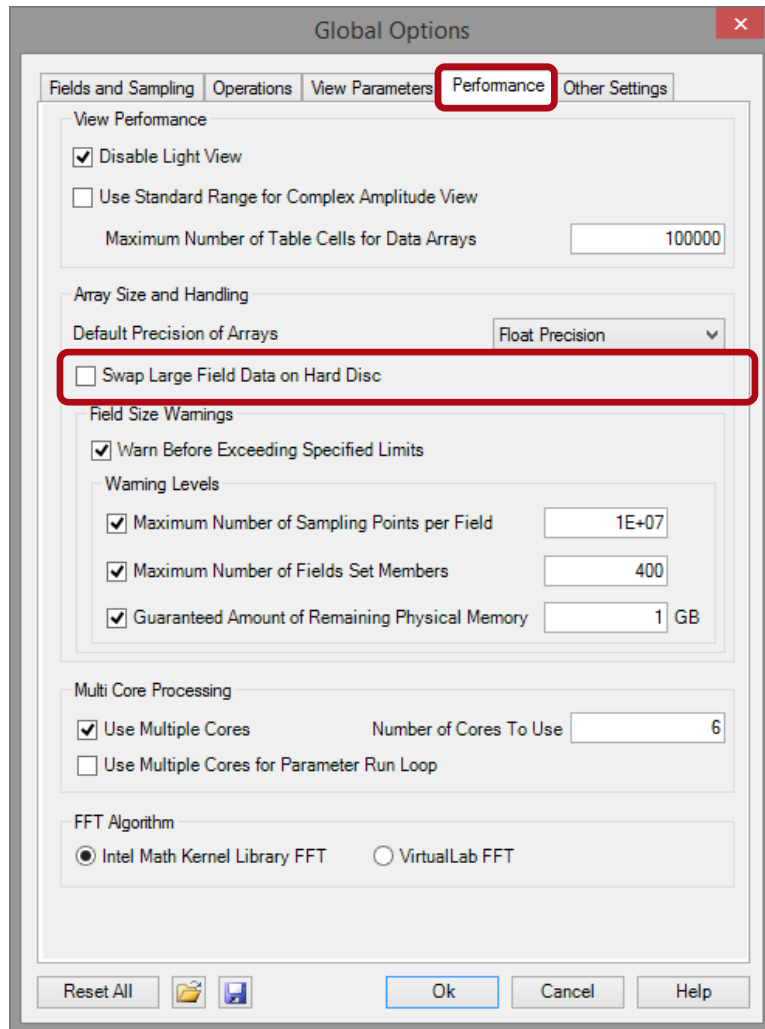 Global Options
Fields and Sampling Operations View Parameters Performance Other Settings
View Performance
Disable Light View
Use Standard Range for Complex Amplitude View
Maximum Number of Table Cells for Data Arrays 100000
Array Size and Handling
Default Precision of Arrays Float Precision
Swap Large Field Data on Hard Disc
Field Size Warnings
Warn Before Exceeding Specified Limits
Warning Levels
Maximum Number of Sampling Points per Field 1E+07
Maximum Number of Fields Set Members 400
Guaranteed Amount of Remaining Physical Memory 1 GB
Multi Core Processing
Use Multiple Cores Number of Cores To Use 6
Use Multiple Cores for Parameter Run Loop
FFT Algorithm
Intel Math Kernel Library FFT VirtualLab FFT
Reset All Ok Cancel Help